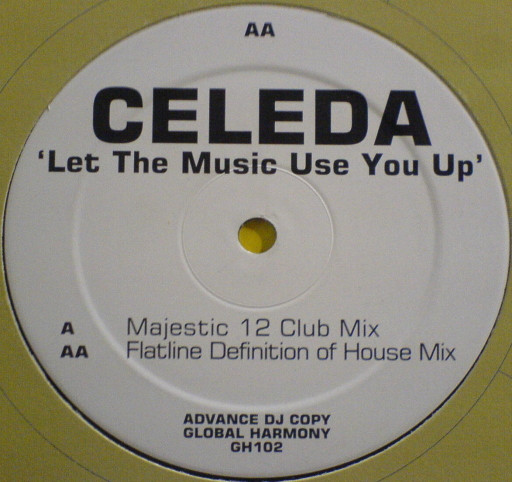 AA
CELEDA
‘Let The Music Use You Up’
A Majestic 12 Club Mix
AA Flatline Definition of House Mix
ADVANCE DJ COPY
GLOBAL HARMONY
GH102